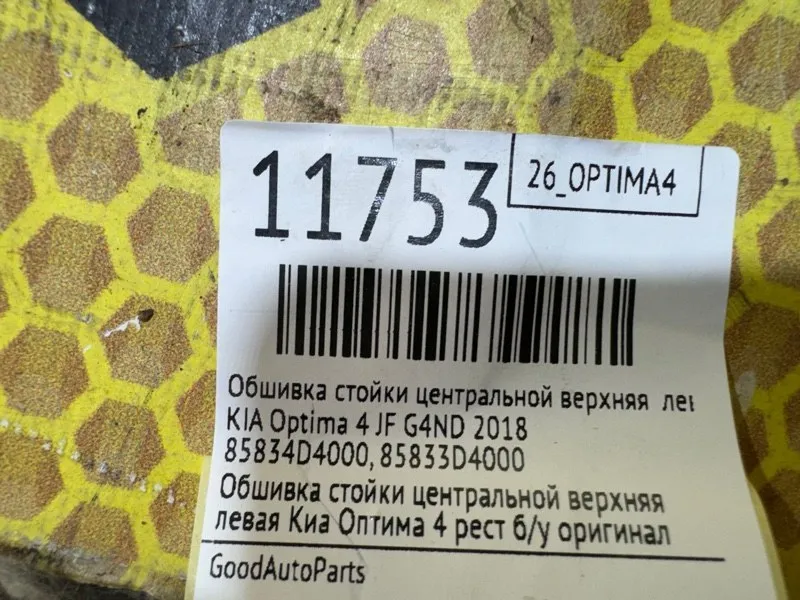 11753
26_OPTIMA4
Обшивка стойки центральной верхняя лев
KIA Optima 4 JF G4ND 2018
85834D4000, 85833D4000
Обшивка стойки центральной верхняя
левая Киа Оптима 4 рест б/у оригинал
GoodAutoParts